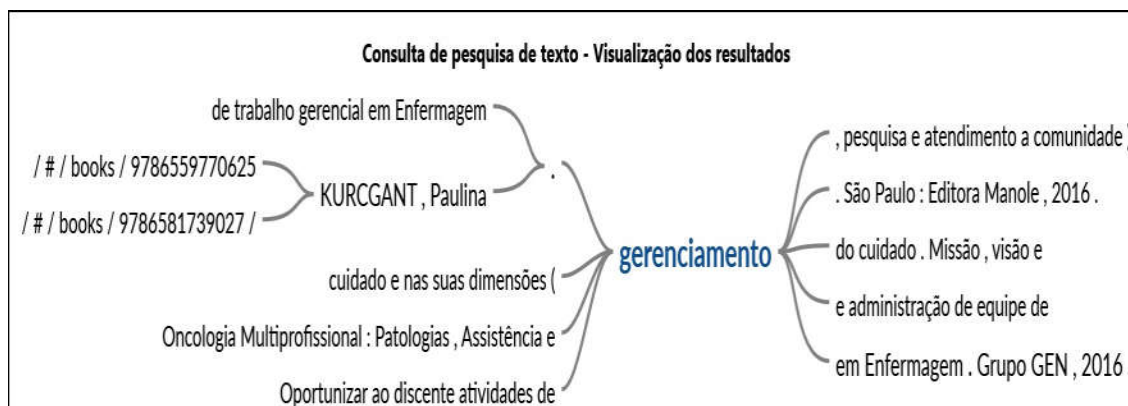 Consulta de pesquisa de texto - Visualização dos resultados
de trabalho gerencial em Enfermagem
/ # / books / 9786559770625
KURCGANT , Paulina
/ # / books / 9786581739027 /
.
cuidado e nas suas dimensões (
Oncologia Multiprofissional : Patologias , Assistência e
Oportunizar ao discente atividades de
gerenciamento
, pesquisa e atendimento a comunidade )
. São Paulo : Editora Manole , 2016 .
do cuidado . Missão , visão e
e administração de equipe de
em Enfermagem . Grupo GEN , 2016